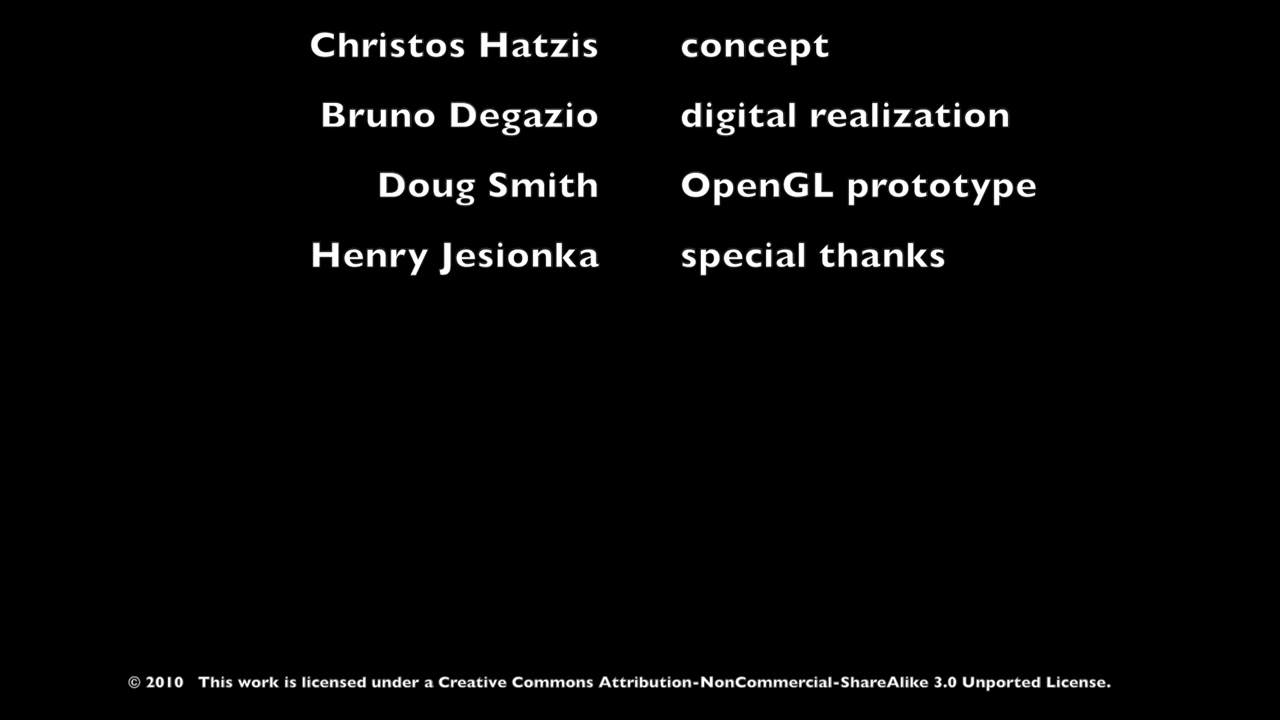 Christos Hatzis concept
Bruno Degazio digital realization
Doug Smith OpenGL prototype
Henry Jesionka special thanks
© 2010 This work is licensed under a Creative Commons Attribution-NonCommercial-ShareAlike 3.0 Unported License.